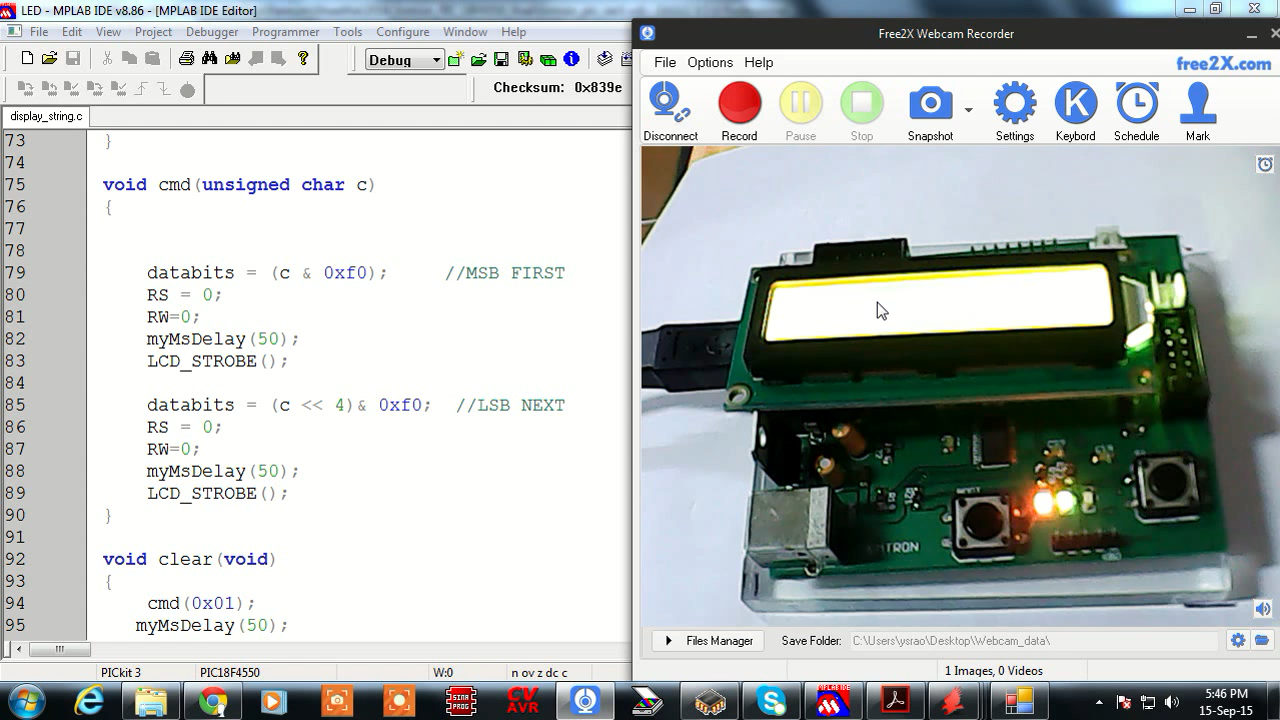 LED - MPLAB IDE v8.86 - [MPLAB IDE Editor]
File Edit View Project Debugger Programmer Tools Configure Window Help
Debug
Checksum: 0x839e
display_string.c
73 }
74
75 void cmd(unsigned char c)
76 {
77
78
79 databits = (c & 0xf0); //MSB FIRST
80 RS = 0;
81 RW=0;
82 myMsDelay(50);
83 LCD_STROBE();
84
85 databits = (c << 4)& 0xf0; //LSB NEXT
86 RS = 0;
87 RW=0;
88 myMsDelay(50);
89 LCD_STROBE();
90 }
91
92 void clear(void)
93 {
94 cmd(0x01);
95 myMsDelay(50);
PICkit 3 PIC18F4550 W:0 n ov z dc c
Free2X Webcam Recorder
File Options Help
free2X.com
Disconnect Record Pause Stop Snapshot Settings Keybord Schedule Mark
K
Files Manager Save Folder: C:\Users\ysrao\Desktop\Webcam_data\
1 Images, 0 Videos
SINA PROG
CV AVR
MPLABIDE
5:46 PM
15-Sep-15